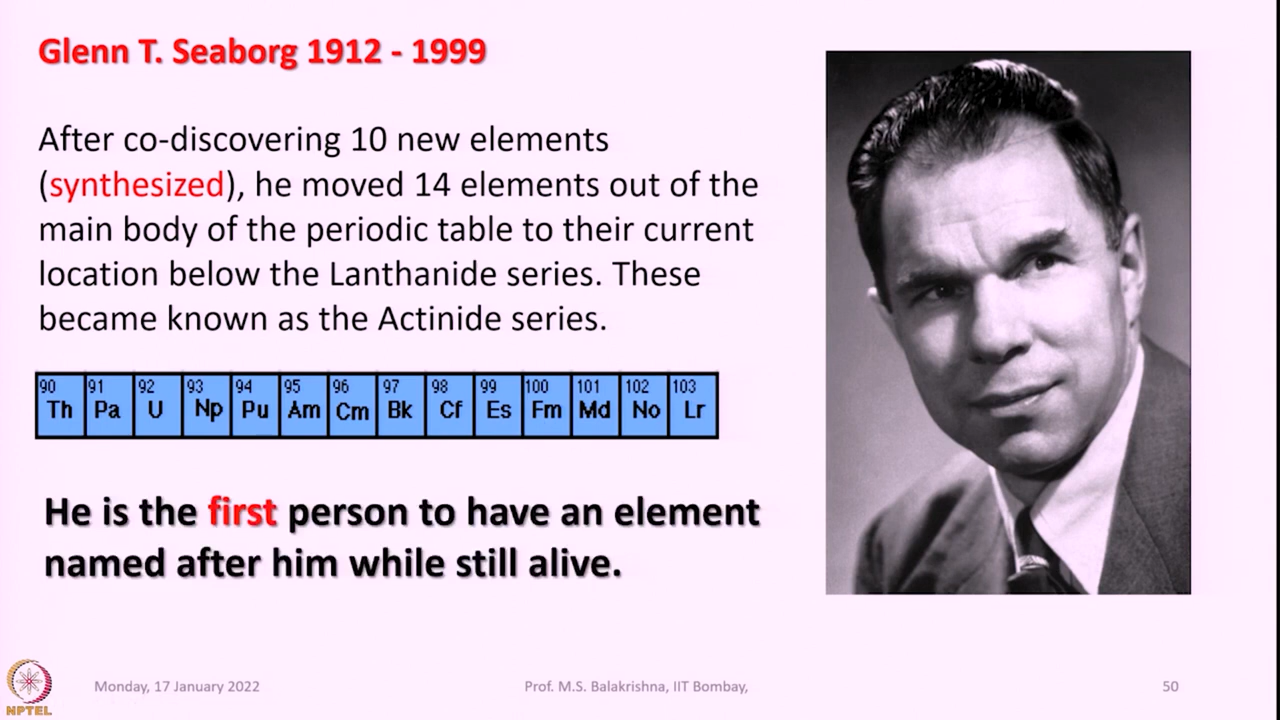 Glenn T. Seaborg 1912 - 1999
After co-discovering 10 new elements
(synthesized), he moved 14 elements out of the
main body of the periodic table to their current
location below the Lanthanide series. These
became known as the Actinide series.
90 91 92 93 94 95 96 97 98 99 100 101 102 103
Th Pa U Np Pu Am Cm Bk Cf Es Fm Md No Lr
He is the first person to have an element
named after him while still alive.
NPTEL
Monday, 17 January 2022 Prof. M.S. Balakrishna, IIT Bombay, 50